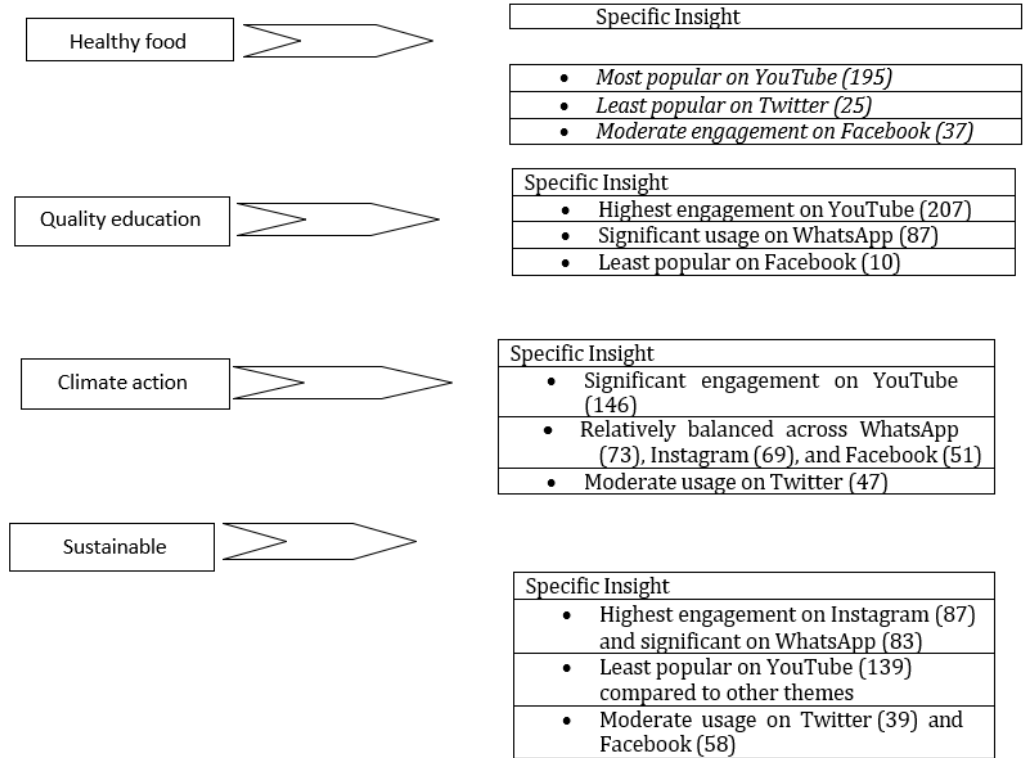 Healthy food
Specific Insight
• Most popular on YouTube (195)
• Least popular on Twitter (25)
• Moderate engagement on Facebook (37)
Quality education
Specific Insight
• Highest engagement on YouTube (207)
• Significant usage on WhatsApp (87)
• Least popular on Facebook (10)
Climate action
Specific Insight
• Significant engagement on YouTube
(146)
• Relatively balanced across WhatsApp
(73), Instagram (69), and Facebook (51)
• Moderate usage on Twitter (47)
Sustainable
Specific Insight
• Highest engagement on Instagram (87)
and significant on WhatsApp (83)
• Least popular on YouTube (139)
compared to other themes
• Moderate usage on Twitter (39) and
Facebook (58)